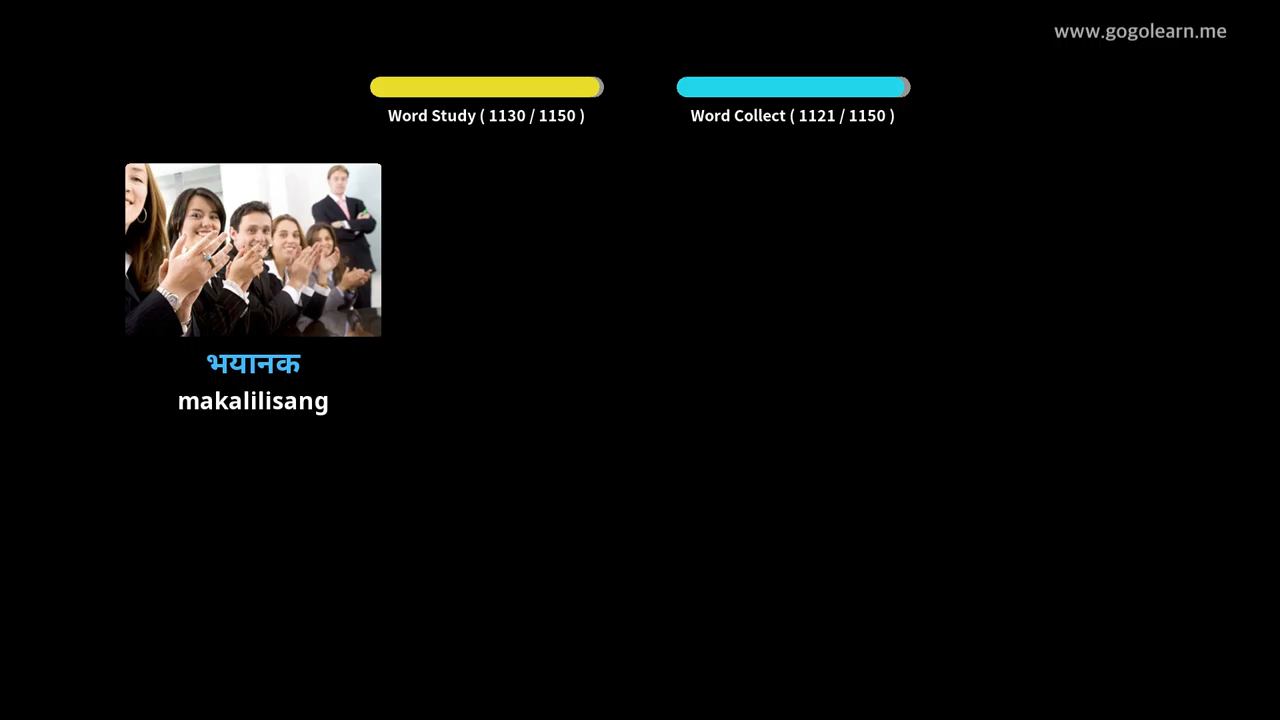 www.gogolearn.me
Word Study ( 1130 / 1150 )
Word Collect ( 1121 / 1150 )
भयानक
makalilisang